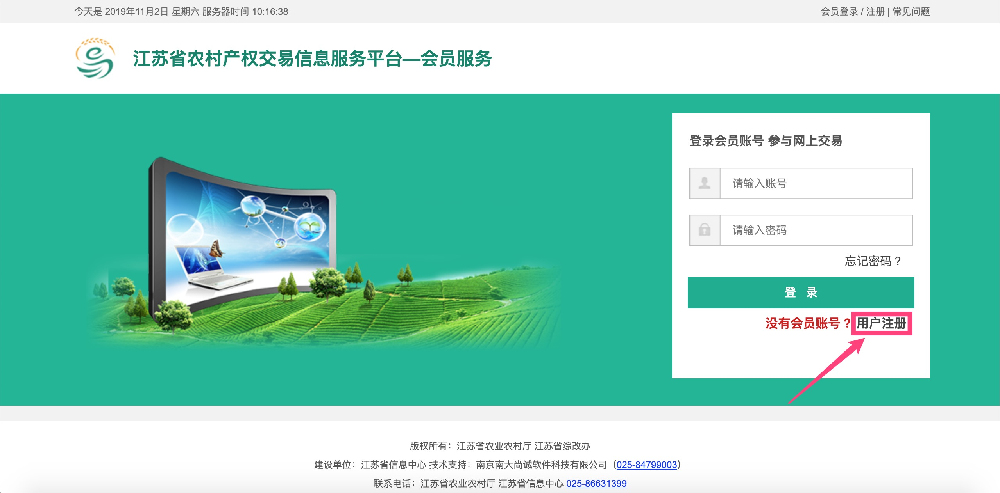 今天是 2019年11月2日 星期六 服务器时间 10:16:38
会员登录 / 注册 | 常见问题
江苏省农村产权交易信息服务平台—会员服务
登录会员账号 参与网上交易
请输入账号
请输入密码
忘记密码？
登 录
没有会员账号？用户注册
版权所有：江苏省农业农村厅 江苏省综改办
建设单位：江苏省信息中心 技术支持：南京南大尚诚软件科技有限公司（025-84799003）
联系电话：江苏省农业农村厅 江苏省信息中心 025-86631399